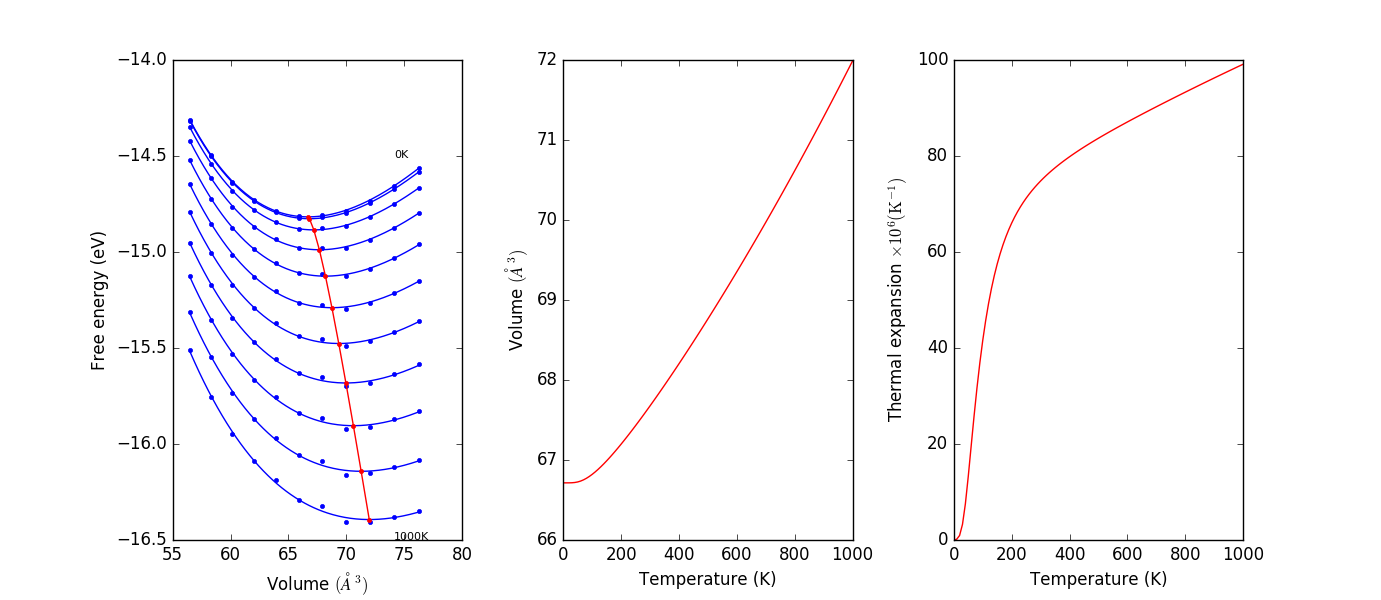 −14.0
−14.5
−15.0
−15.5
−16.0
−16.5
55 60 65 70 75 80
Free energy (eV)
Volume (Å³)
0K
1000K
72
71
70
69
68
67
66
0 200 400 600 800 1000
Volume (Å³)
Temperature (K)
100
80
60
40
20
0
0 200 400 600 800 1000
Thermal expansion ×10⁶(K⁻¹)
Temperature (K)